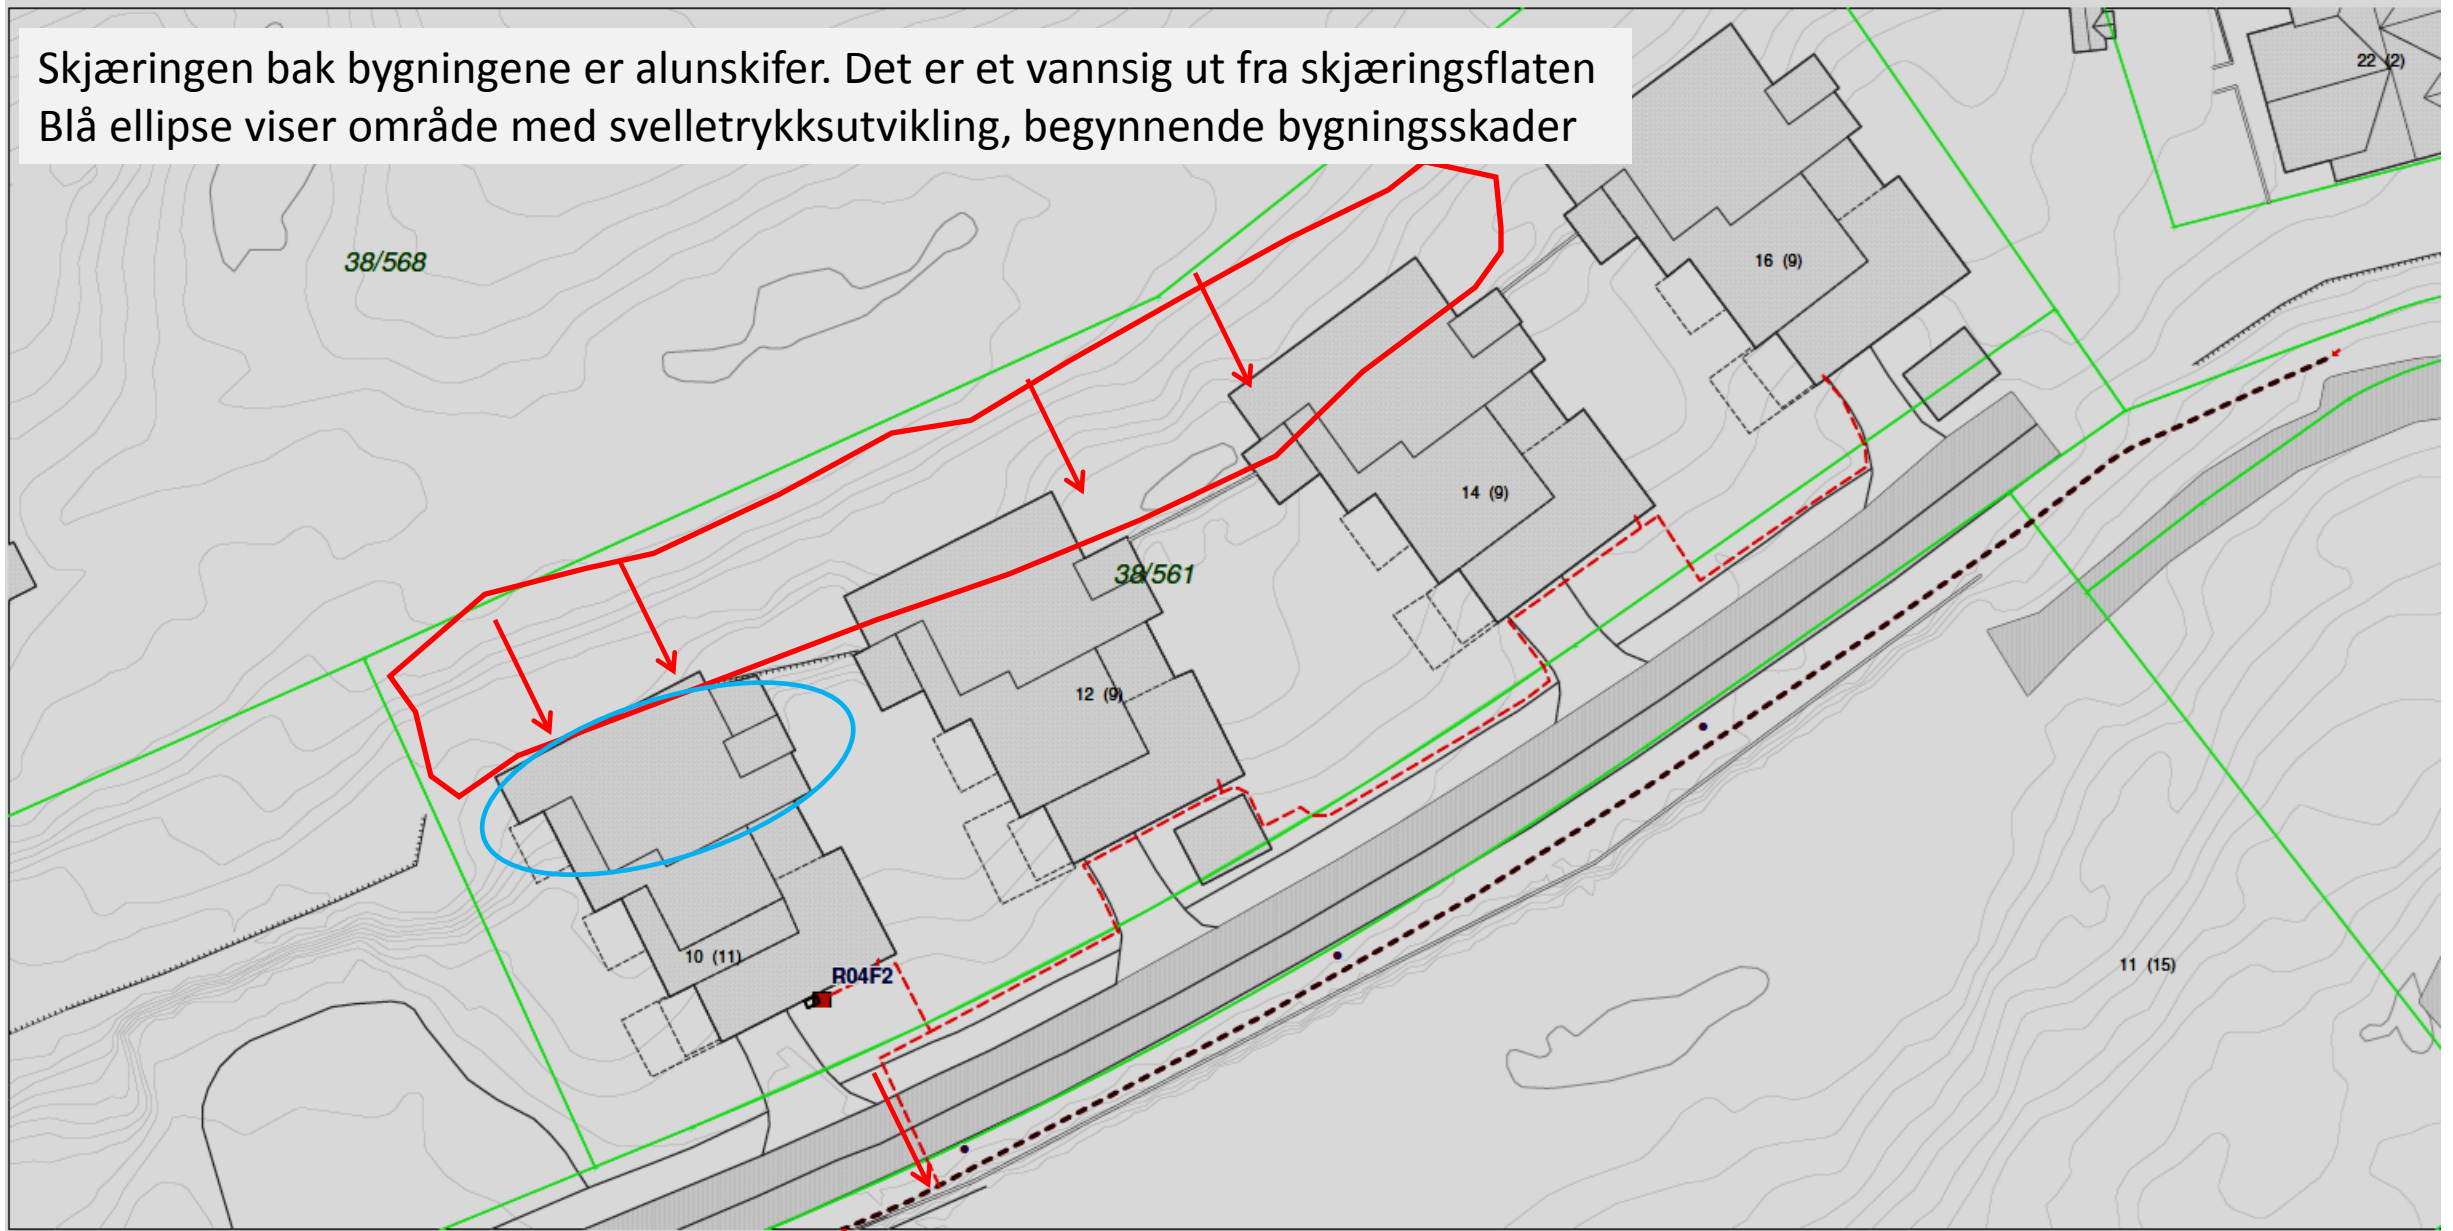 Skjæringen bak bygningene er alunskifer. Det er et vannsig ut fra skjæringsflaten
Blå ellipse viser område med svelletrykksutvikling, begynnende bygningsskader
22 (2)
38/568
16 (9)
14 (9)
38/561
12 (9)
10 (11)
R04F2
11 (15)